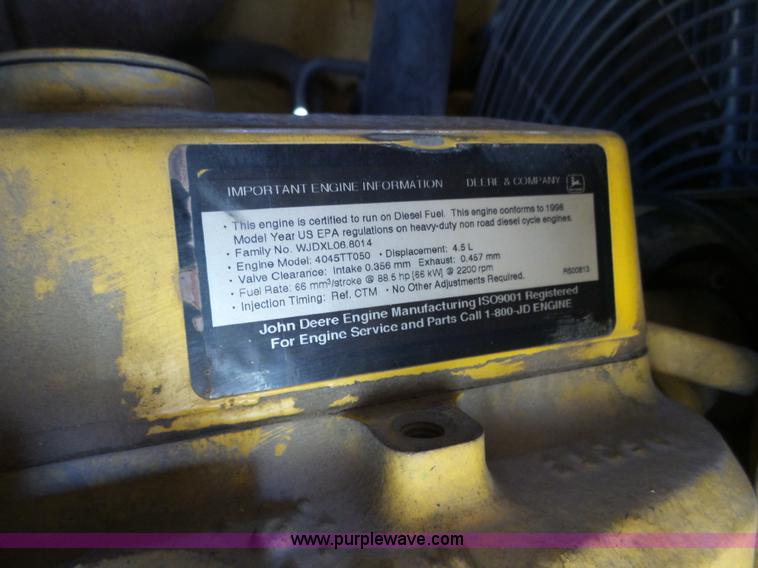 IMPORTANT ENGINE INFORMATION DEERE & COMPANY
• This engine is certified to run on Diesel Fuel. This engine conforms to 1998
Model Year US EPA regulations on heavy-duty non road diesel cycle engines.
• Family No. WJDXL06.8014
• Engine Model: 4045TT050 • Displacement: 4.5 L
• Valve Clearance: Intake 0.356 mm Exhaust: 0.457 mm
• Fuel Rate: 66 mm³/stroke @ 88.5 hp [66 kW] @ 2200 rpm
• Injection Timing: Ref. CTM • No Other Adjustments Required.
R500813
John Deere Engine Manufacturing ISO9001 Registered
For Engine Service and Parts Call 1-800-JD ENGINE
www.purplewave.com